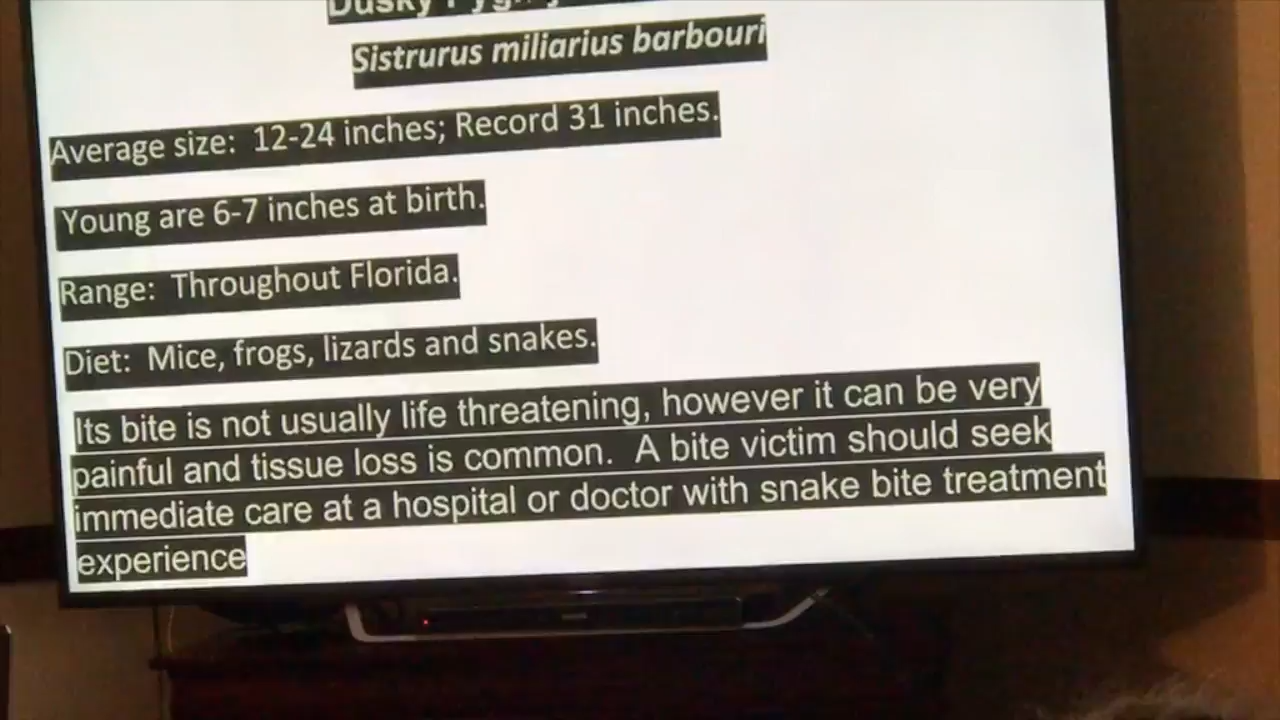 Dusky
Sistrurus miliarius barbouri
Average size: 12-24 inches; Record 31 inches.
Young are 6-7 inches at birth.
Range: Throughout Florida.
Diet: Mice, frogs, lizards and snakes.
Its bite is not usually life threatening, however it can be very
painful and tissue loss is common. A bite victim should seek
immediate care at a hospital or doctor with snake bite treatment
experience